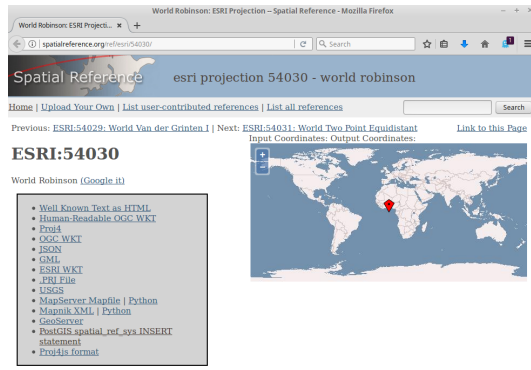 World Robinson: ESRI Projection -- Spatial Reference - Mozilla Firefox
World Robinson: ESRI Projecti...
spatialreference.org/ref/esri/54030/
Search
1
Spatial Reference
esri projection 54030 - world robinson
Home | Upload Your Own | List user-contributed references | List all references
Search
Previous: ESRI:54029: World Van der Grinten I | Next: ESRI:54031: World Two Point Equidistant
Link to this Page
Input Coordinates: Output Coordinates:
ESRI:54030
World Robinson (Google it)
Well Known Text as HTML
Human-Readable OGC WKT
Proj4
OGC WKT
JSON
GML
ESRI WKT
.PRJ File
USGS
MapServer Mapfile | Python
Mapnik XML | Python
GeoServer
PostGIS spatial_ref_sys INSERT
statement
Proj4js format